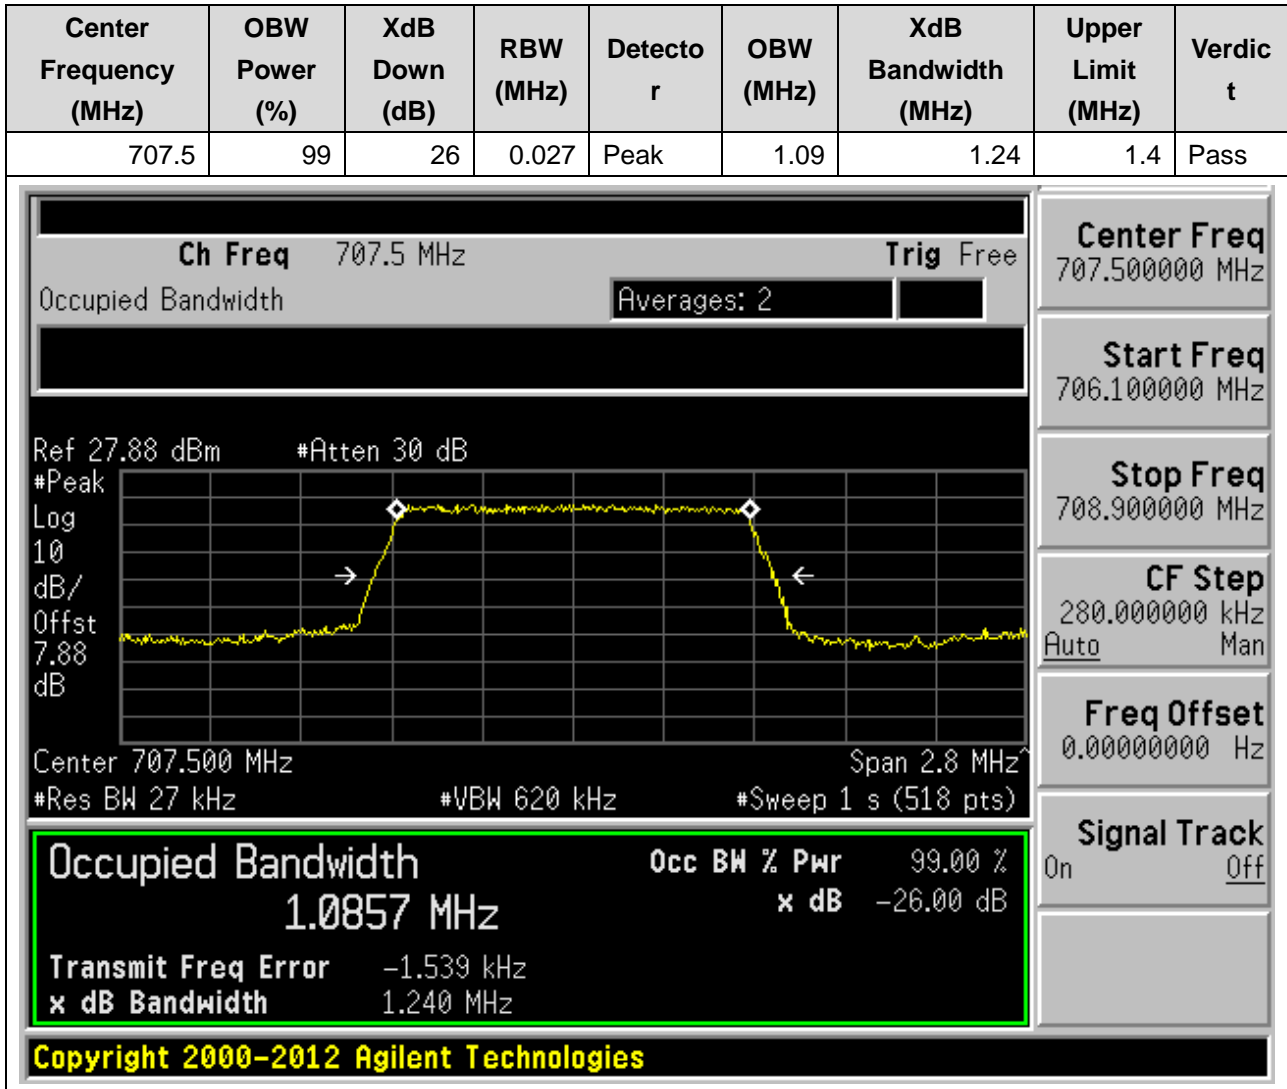 Center Frequency (MHz) OBW Power (%) XdB Down (dB) RBW (MHz) Detecto r OBW (MHz) XdB Bandwidth (MHz) Upper Limit (MHz) Verdic t
707.5 99 26 0.027 Peak 1.09 1.24 1.4 Pass
Ch Freq 707.5 MHz Trig Free
Occupied Bandwidth Averages: 2
Ref 27.88 dBm #Atten 30 dB
#Peak
Log
10
dB/
Offst
7.88
dB
Center 707.500 MHz Span 2.8 MHz^
#Res BW 27 kHz #VBW 620 kHz #Sweep 1 s (518 pts)
Occupied Bandwidth Occ BW % Pwr 99.00 %
1.0857 MHz x dB -26.00 dB
Transmit Freq Error -1.539 kHz
x dB Bandwidth 1.240 MHz
Copyright 2000-2012 Agilent Technologies
Center Freq
707.500000 MHz
Start Freq
706.100000 MHz
Stop Freq
708.900000 MHz
CF Step
280.000000 kHz
Auto Man
Freq Offset
0.00000000 Hz
Signal Track
On Off